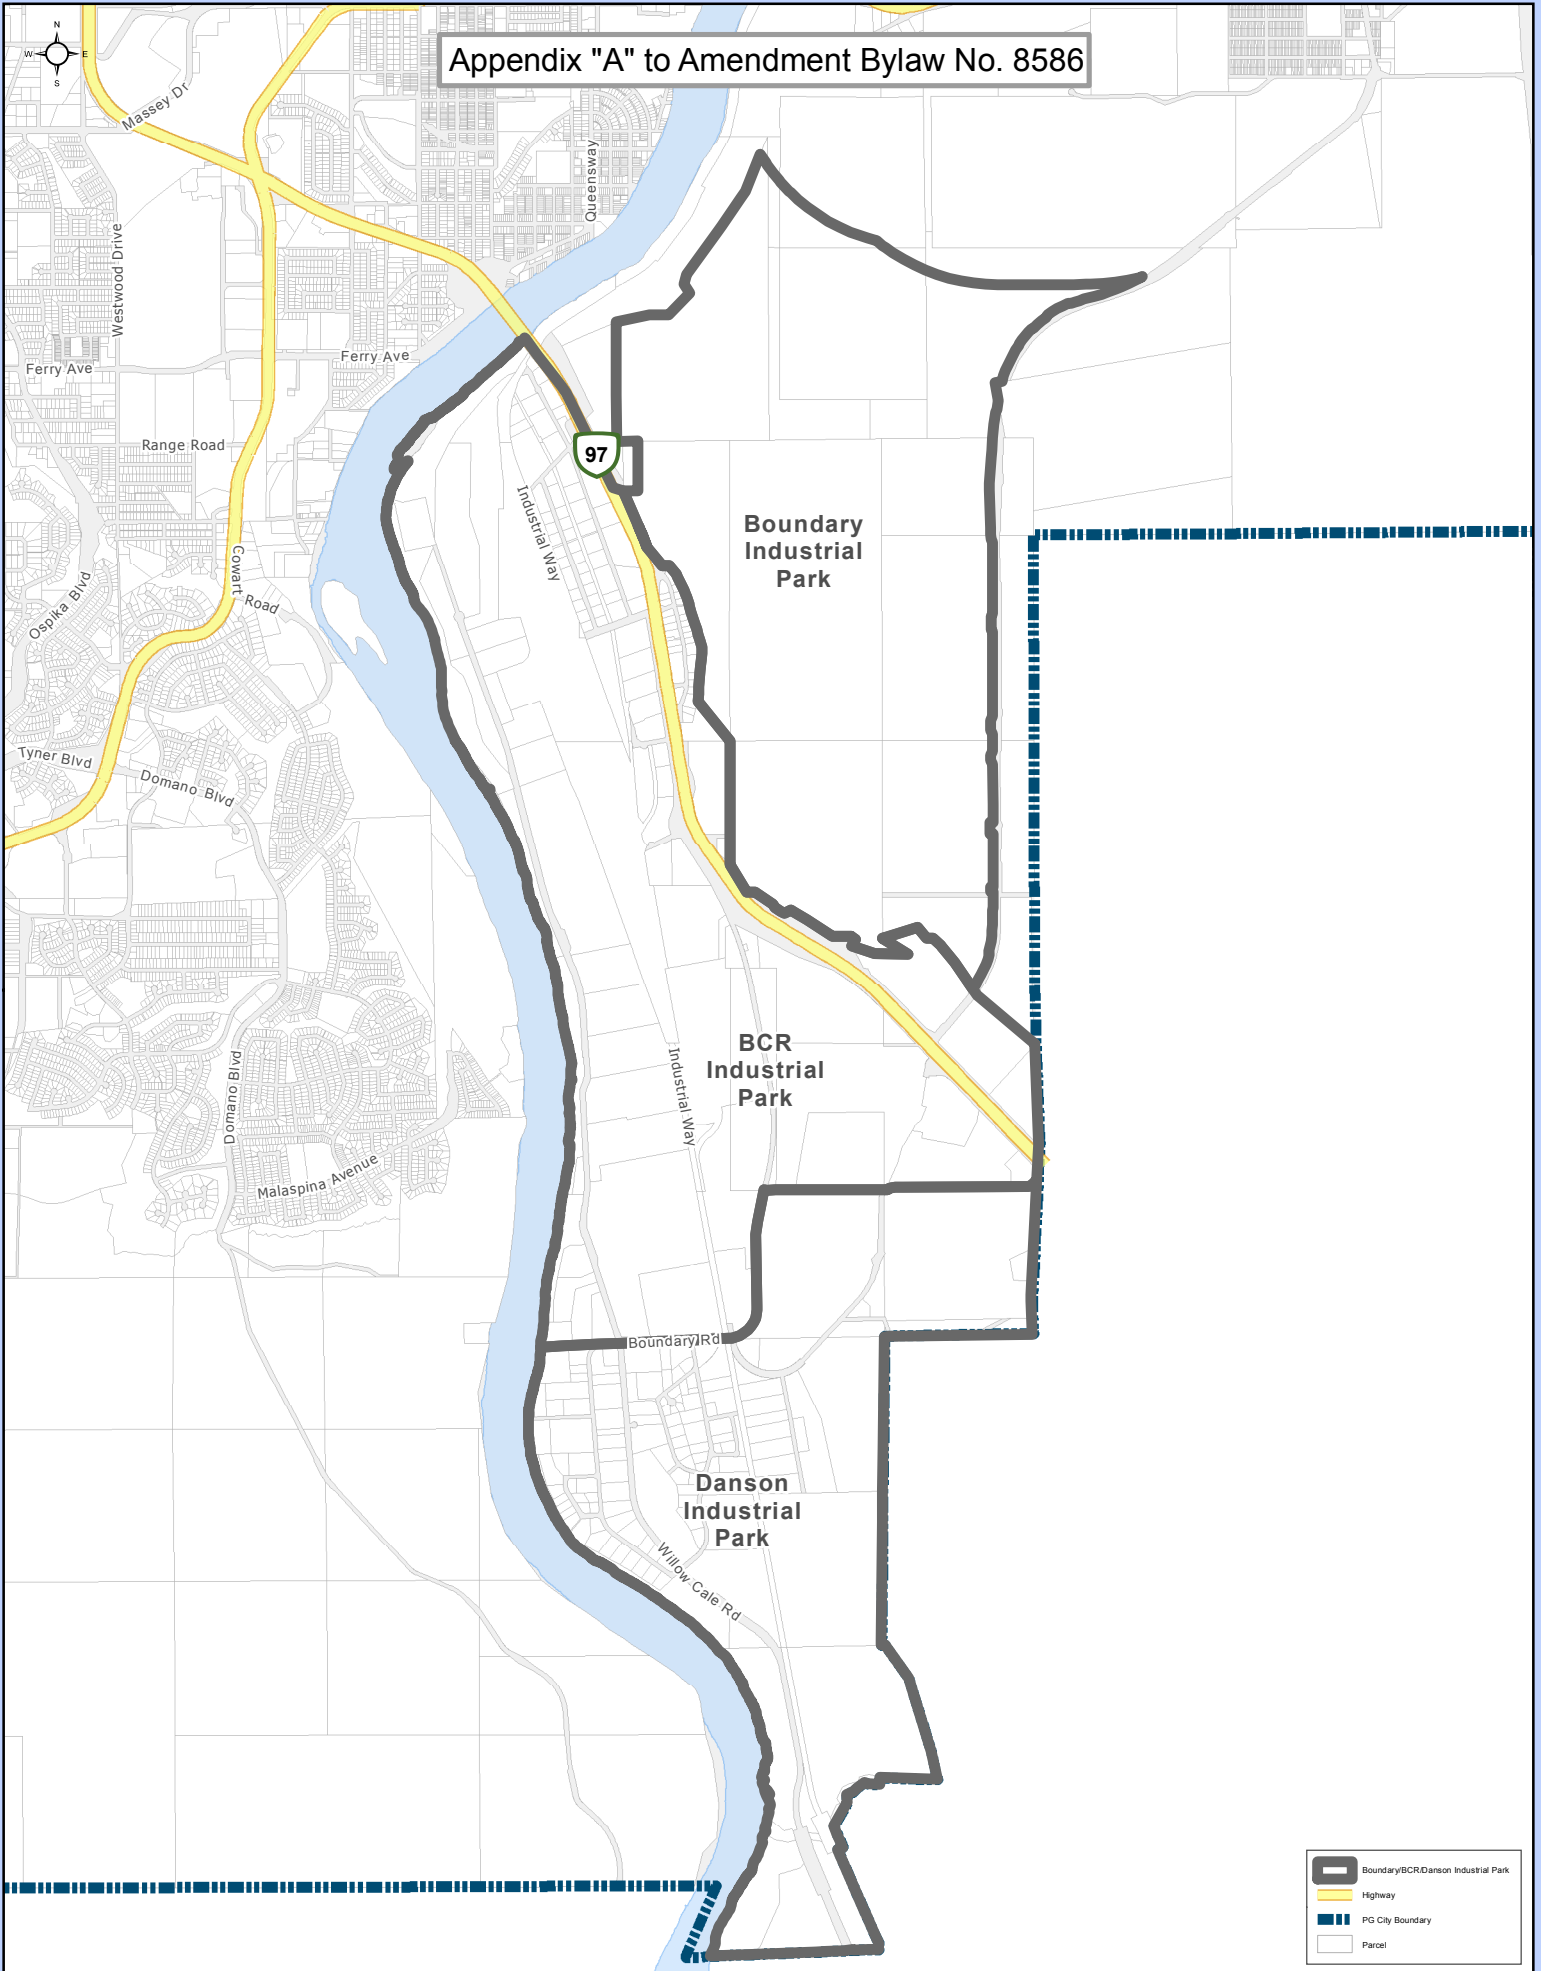 Appendix "A" to Amendment Bylaw No. 8586
N
W
E
S
Massey Dr
Queensway
Westwood Drive
Ferry Ave
Ferry Ave
Range Road
97
Industrial Way
Boundary
Industrial
Park
Cowart Road
Ospika Blvd
Tyner Blvd
Domano Blvd
BCR
Industrial
Park
Industrial Way
Domano Blvd
Malaspina Avenue
Boundary Rd
Danson
Industrial
Park
Willow Cale Rd
Boundary/BCR/Danson Industrial Park
Highway
PG City Boundary
Parcel